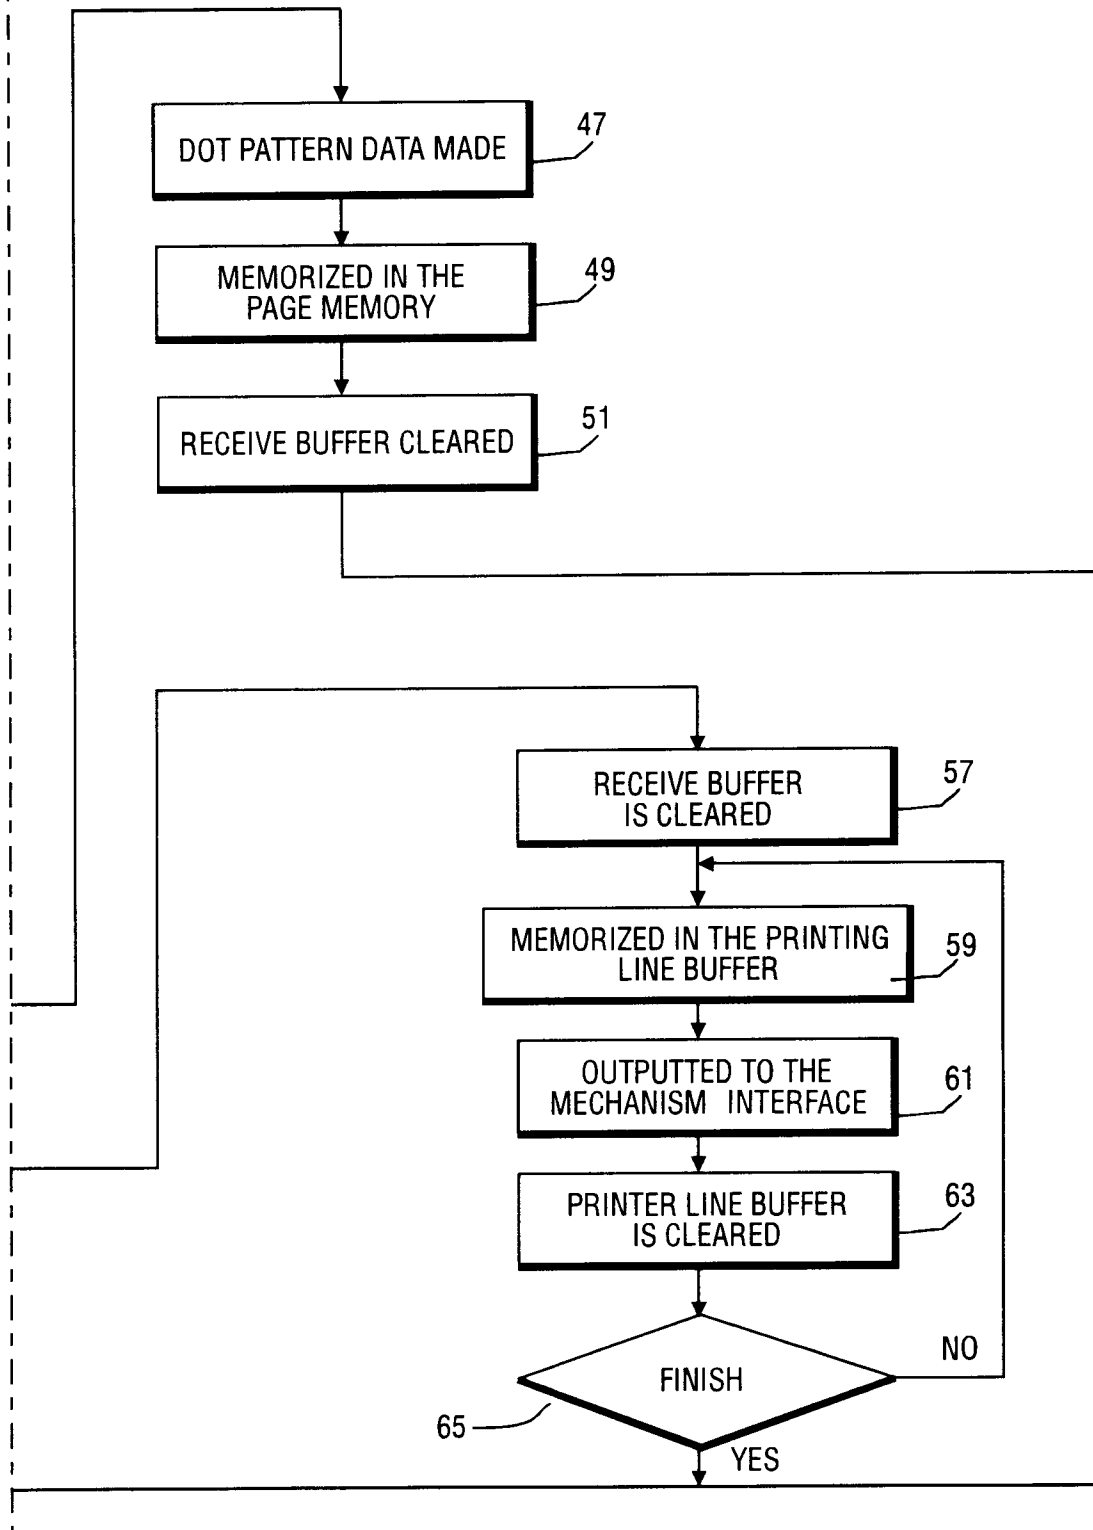 DOT PATTERN DATA MADE
47
MEMORIZED IN THE
PAGE MEMORY
49
RECEIVE BUFFER CLEARED
51
RECEIVE BUFFER
IS CLEARED
57
MEMORIZED IN THE PRINTING
LINE BUFFER
59
OUTPUTTED TO THE
MECHANISM INTERFACE
61
PRINTER LINE BUFFER
IS CLEARED
63
FINISH
NO
65
YES